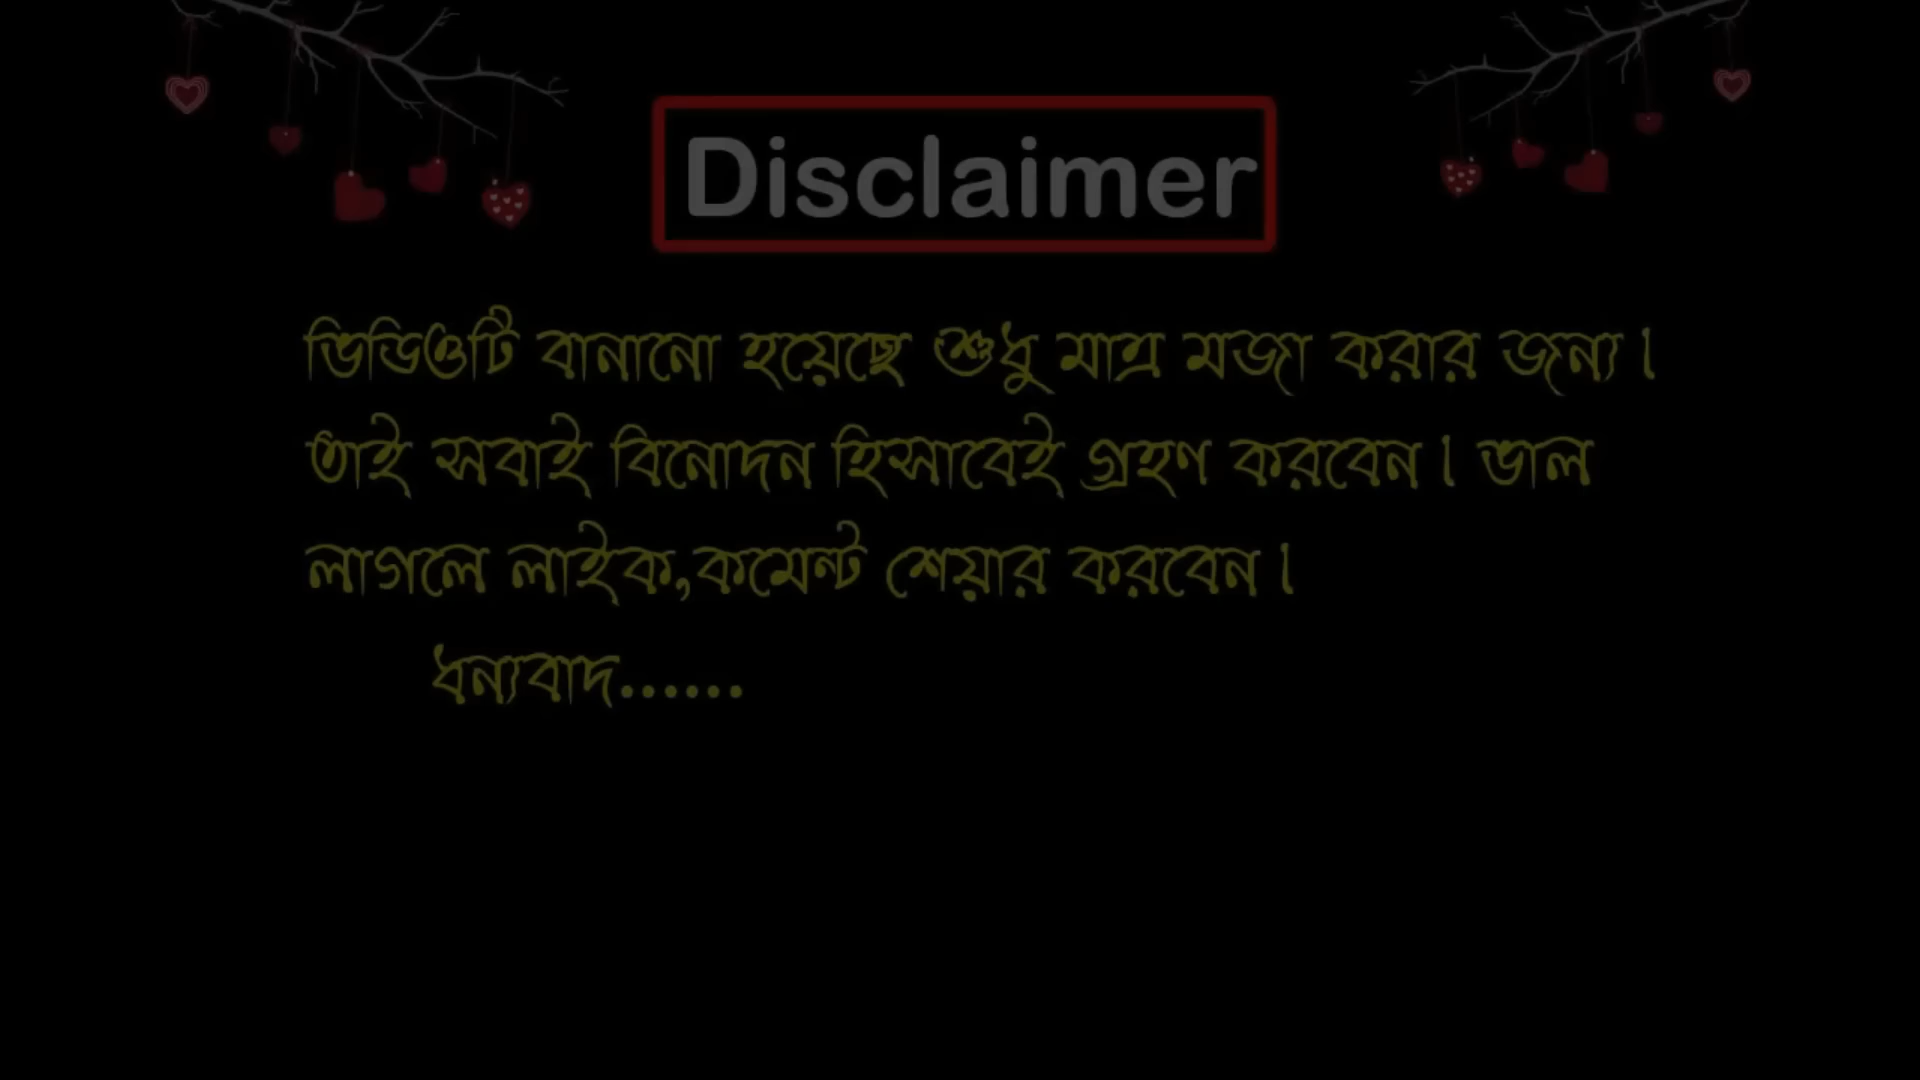 Disclaimer
ভিডিওটি বানানো হয়েছে শুধু মাত্র মজা করার জন্য।
তাই সবাই বিনোদন হিসাবেই গ্রহণ করবেন। ভাল
লাগলে লাইক,কমেন্ট শেয়ার করবেন।
ধন্যবাদ......